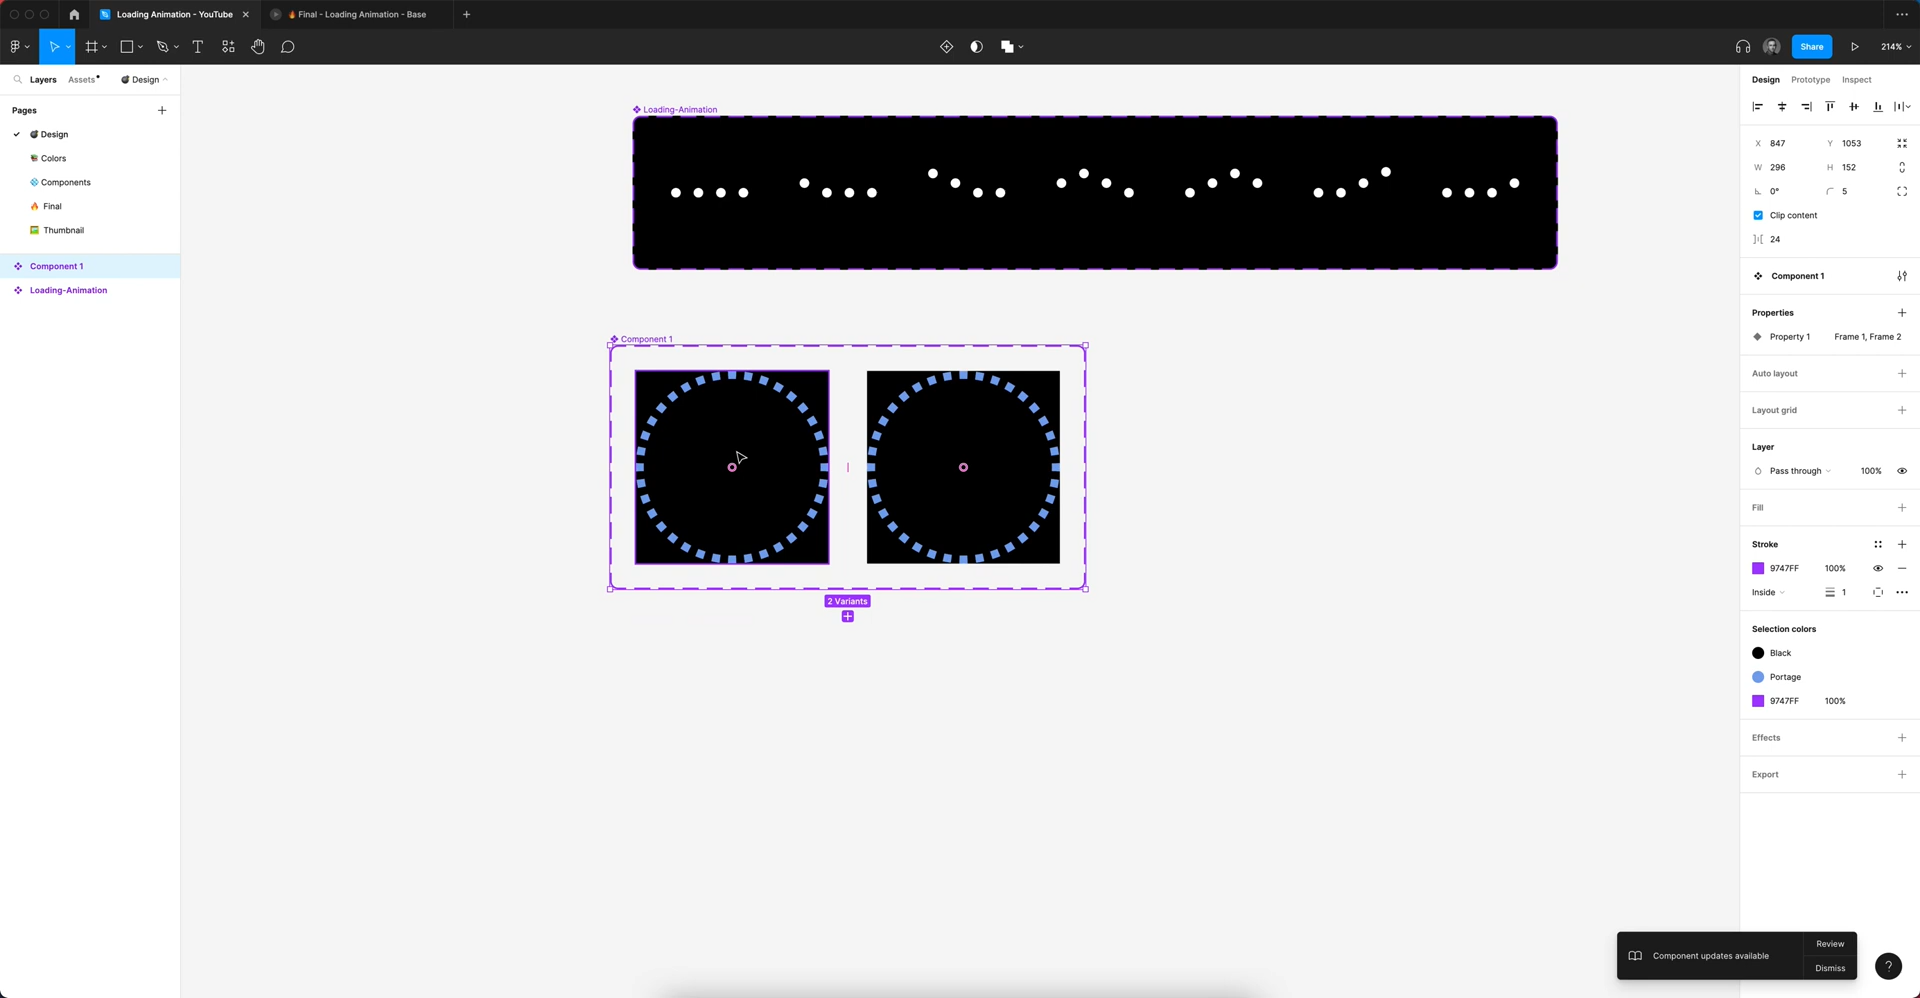 Loading Animation - YouTube
Final - Loading Animation - Base
Share
214%
Layers
Assets
Design
Pages
Design
Colors
Components
Final
Thumbnail
Component 1
Loading-Animation
Loading-Animation
Component 1
2 Variants
Design
Prototype
Inspect
X 847
Y 1053
W 296
H 152
0°
5
Clip content
24
Component 1
Properties
Property 1
Frame 1, Frame 2
Auto layout
Layout grid
Layer
Pass through
100%
Fill
Stroke
9747FF
100%
Inside
1
Selection colors
Black
Portage
9747FF
100%
Effects
Export
Component updates available
Review
Dismiss
?